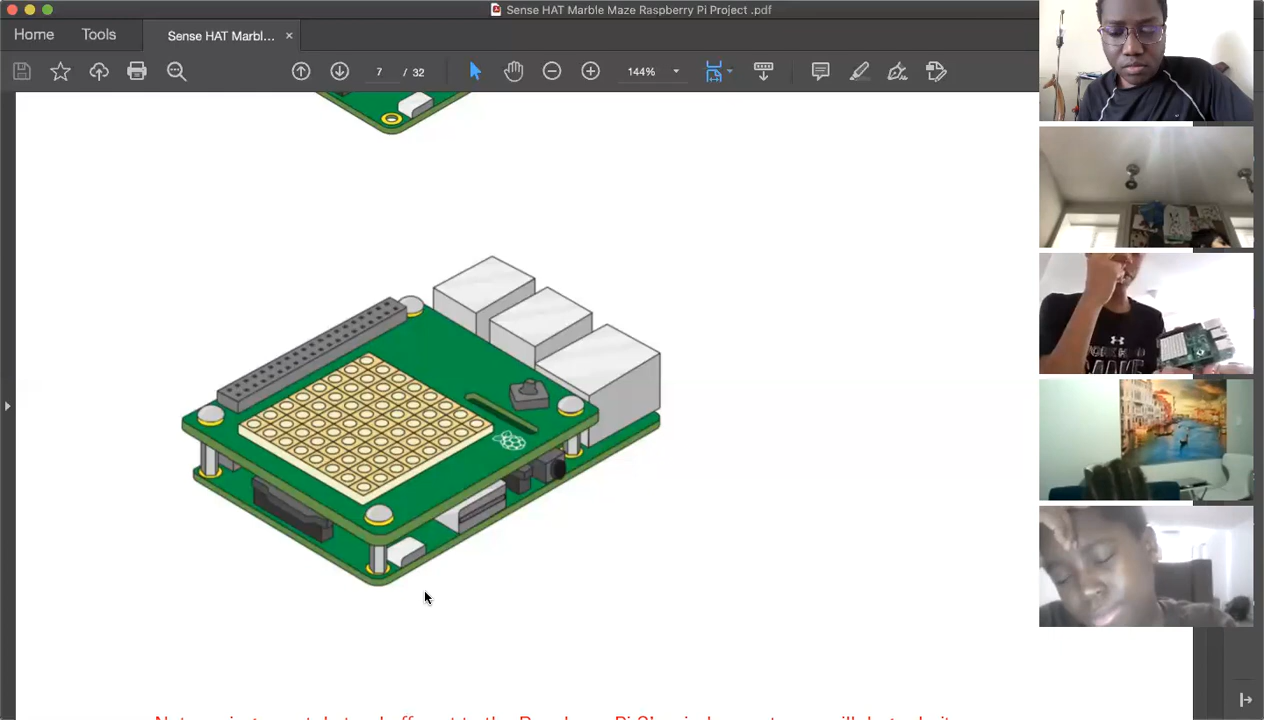 Sense HAT Marble Maze Raspberry Pi Project .pdf
Home
Tools
Sense HAT Marbl...
7 / 32
144%